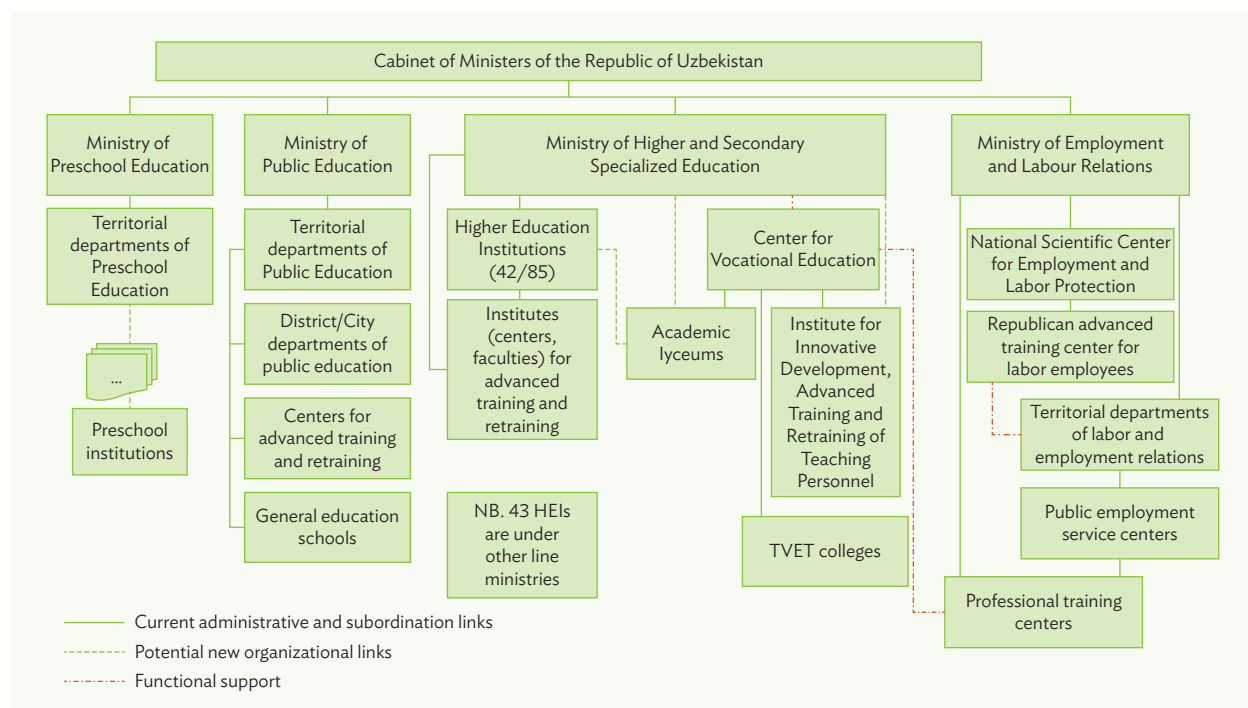 Cabinet of Ministers of the Republic of Uzbekistan
Ministry of
Preschool Education
Ministry of
Public Education
Ministry of Higher and Secondary
Specialized Education
Ministry of Employment
and Labour Relations
Territorial
departments of
Preschool
Education
...
Preschool
institutions
Territorial
departments of
Public Education
District/City
departments of
public education
Centers for
advanced training
and retraining
General education
schools
Higher Education
Institutions
(42/85)
Institutes
(centers,
faculties) for
advanced
training and
retraining
NB. 43 HEIs
are under
other line
ministries
Academic
lyceums
Center for
Vocational Education
Institute for
Innovative
Development,
Advanced
Training and
Retraining of
Teaching
Personnel
TVET colleges
National Scientific Center
for Employment and
Labor Protection
Republican advanced
training center for
labor employees
Territorial departments
of labor and
employment relations
Public employment
service centers
Professional training
centers
Current administrative and subordination links
Potential new organizational links
Functional support